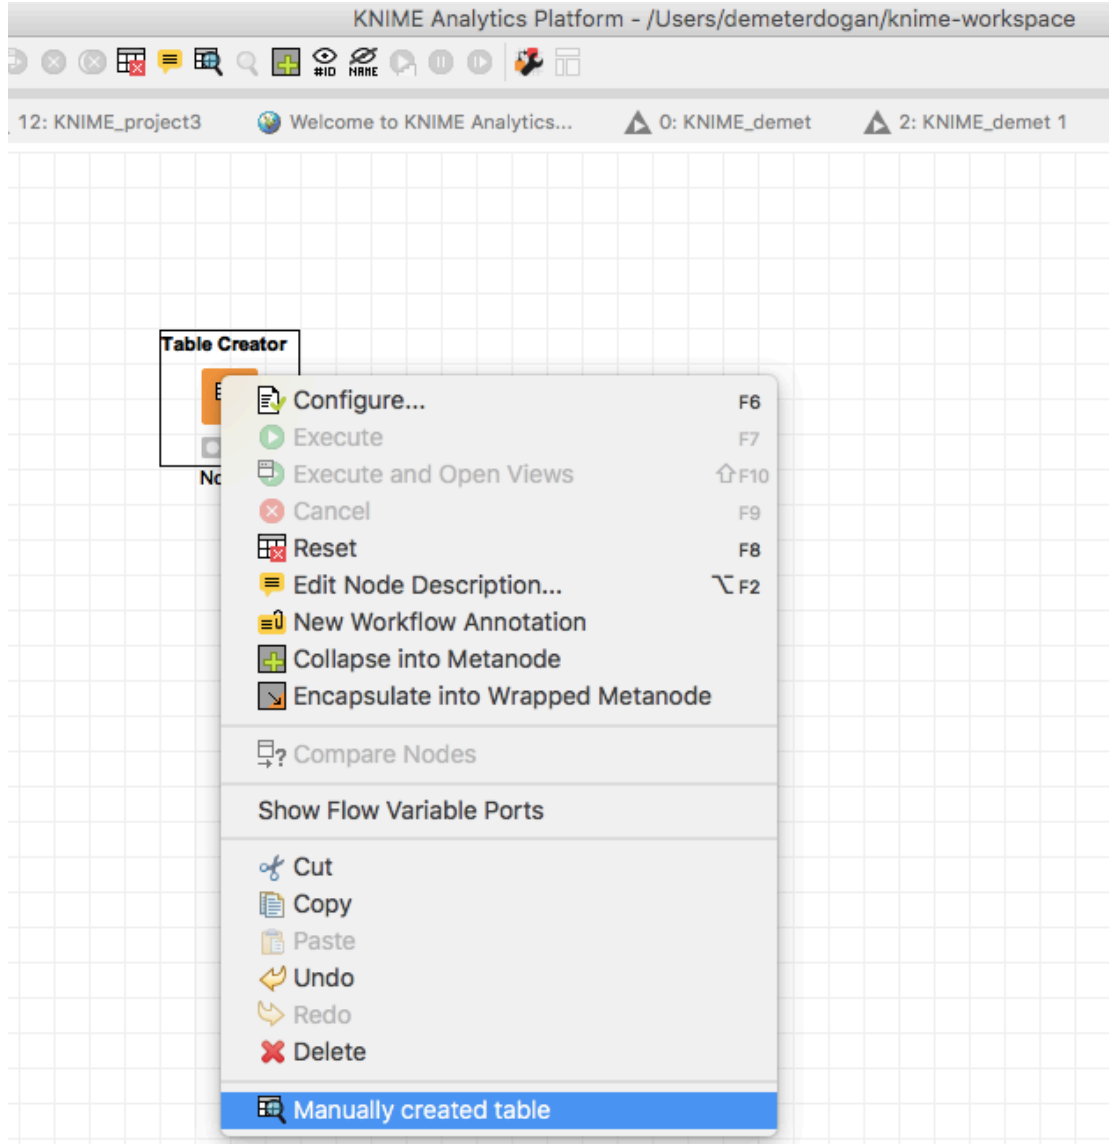 KNIME Analytics Platform - /Users/demeterdogan/knime-workspace
#ID NAME
12: KNIME_project3 Welcome to KNIME Analytics... 0: KNIME_demet 2: KNIME_demet 1
Table Creator
Configure... F6
Execute F7
Execute and Open Views ⇧F10
Cancel F9
Reset F8
Edit Node Description... ⌥F2
New Workflow Annotation
Collapse into Metanode
Encapsulate into Wrapped Metanode
Compare Nodes
Show Flow Variable Ports
Cut
Copy
Paste
Undo
Redo
Delete
Manually created table